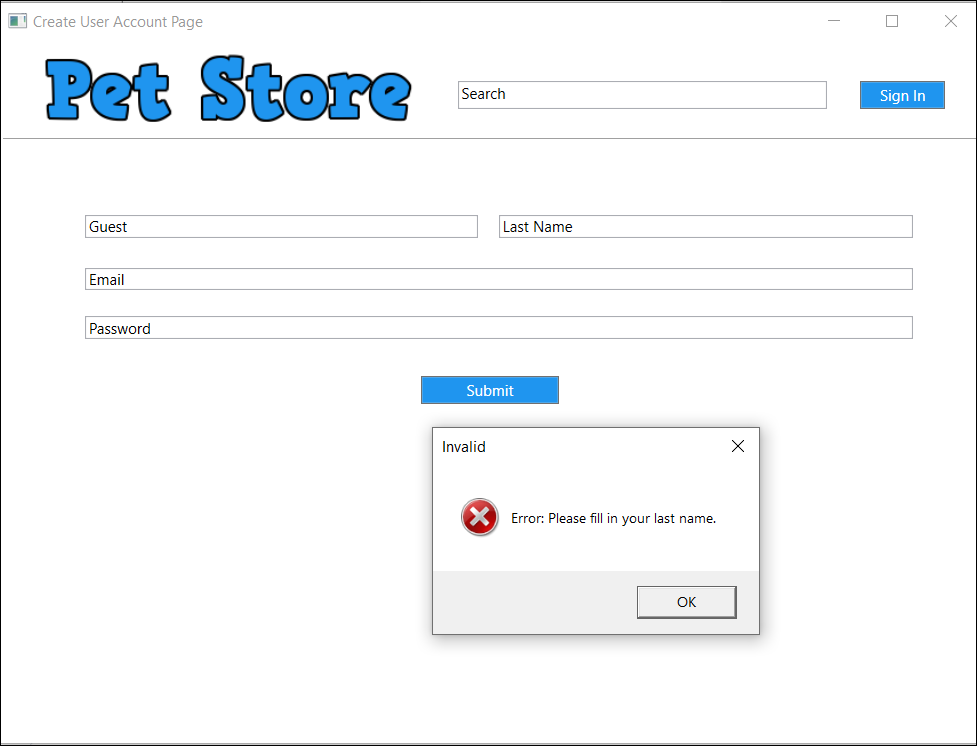 Create User Account Page
Pet Store
Search
Sign In
Guest
Last Name
Email
Password
Submit
Invalid
Error: Please fill in your last name.
OK